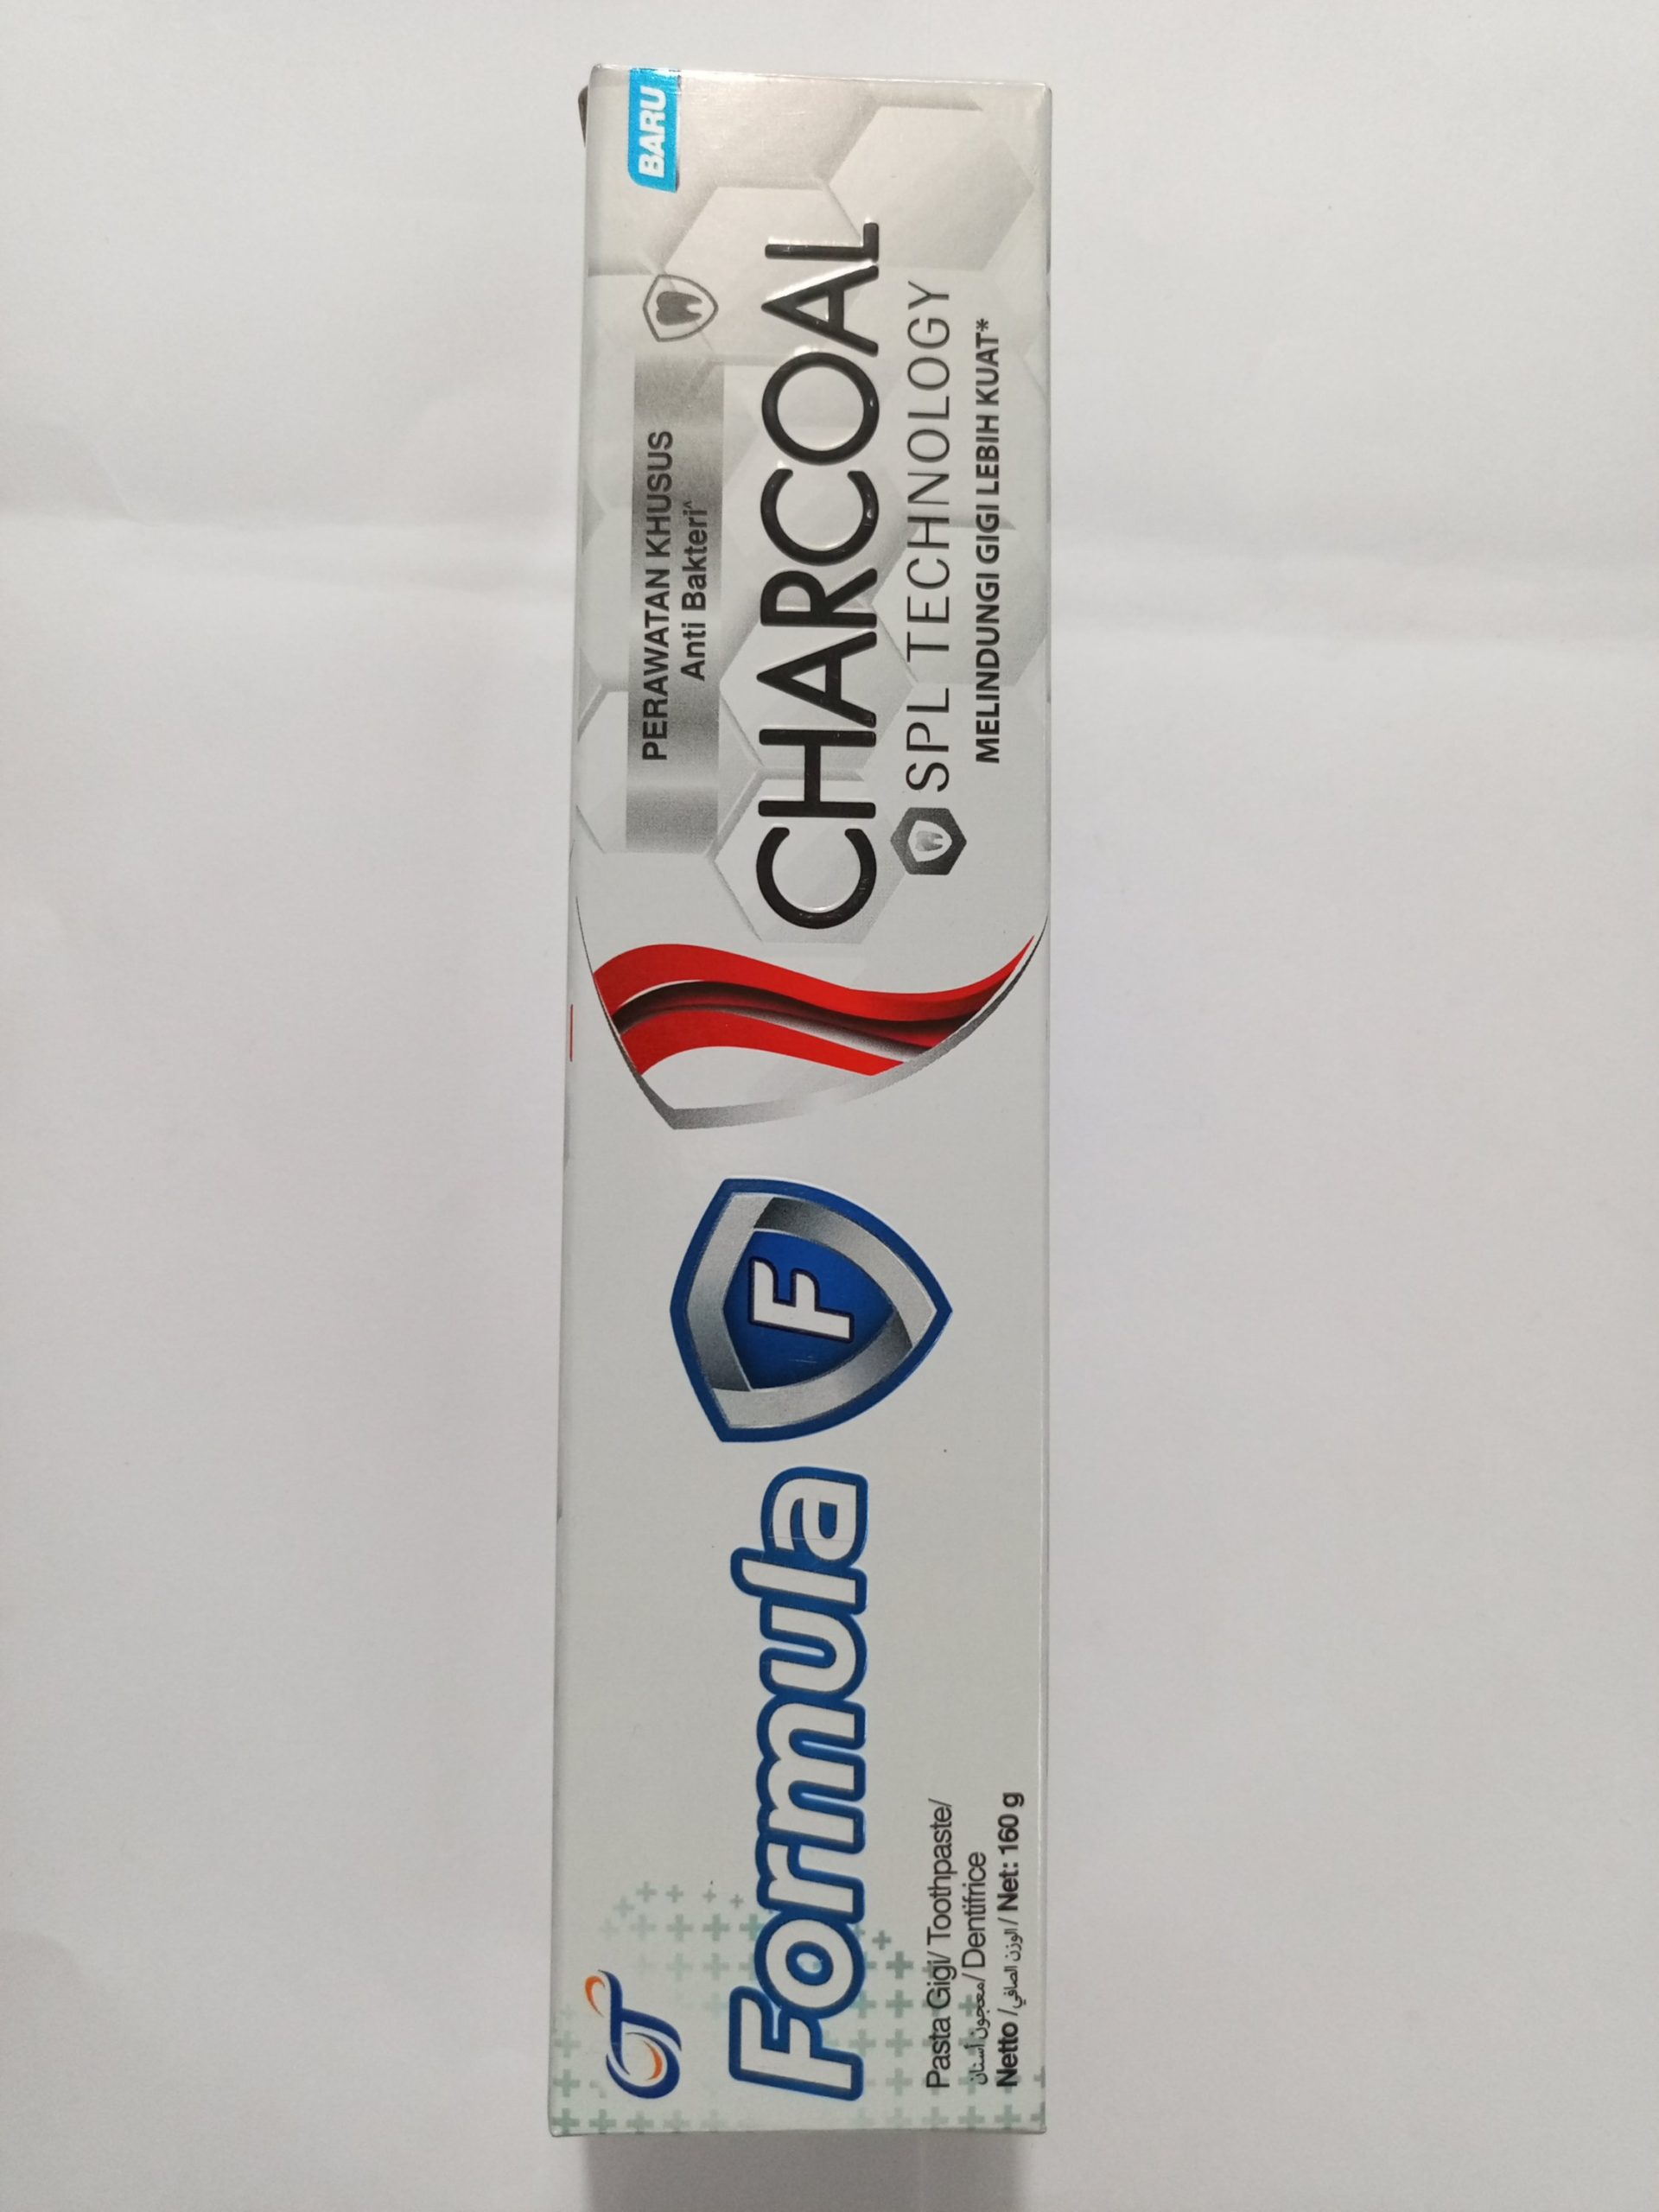 GT
Formula
F
Pasta Gigi/ Toothpaste/
معجون أسنان/ Dentifrice
Netto / الوزن الصافي/ Net: 160 g
BARU
PERAWATAN KHUSUS
Anti Bakteri^
CHARCOAL
SPL TECHNOLOGY
MELINDUNGI GIGI LEBIH KUAT*